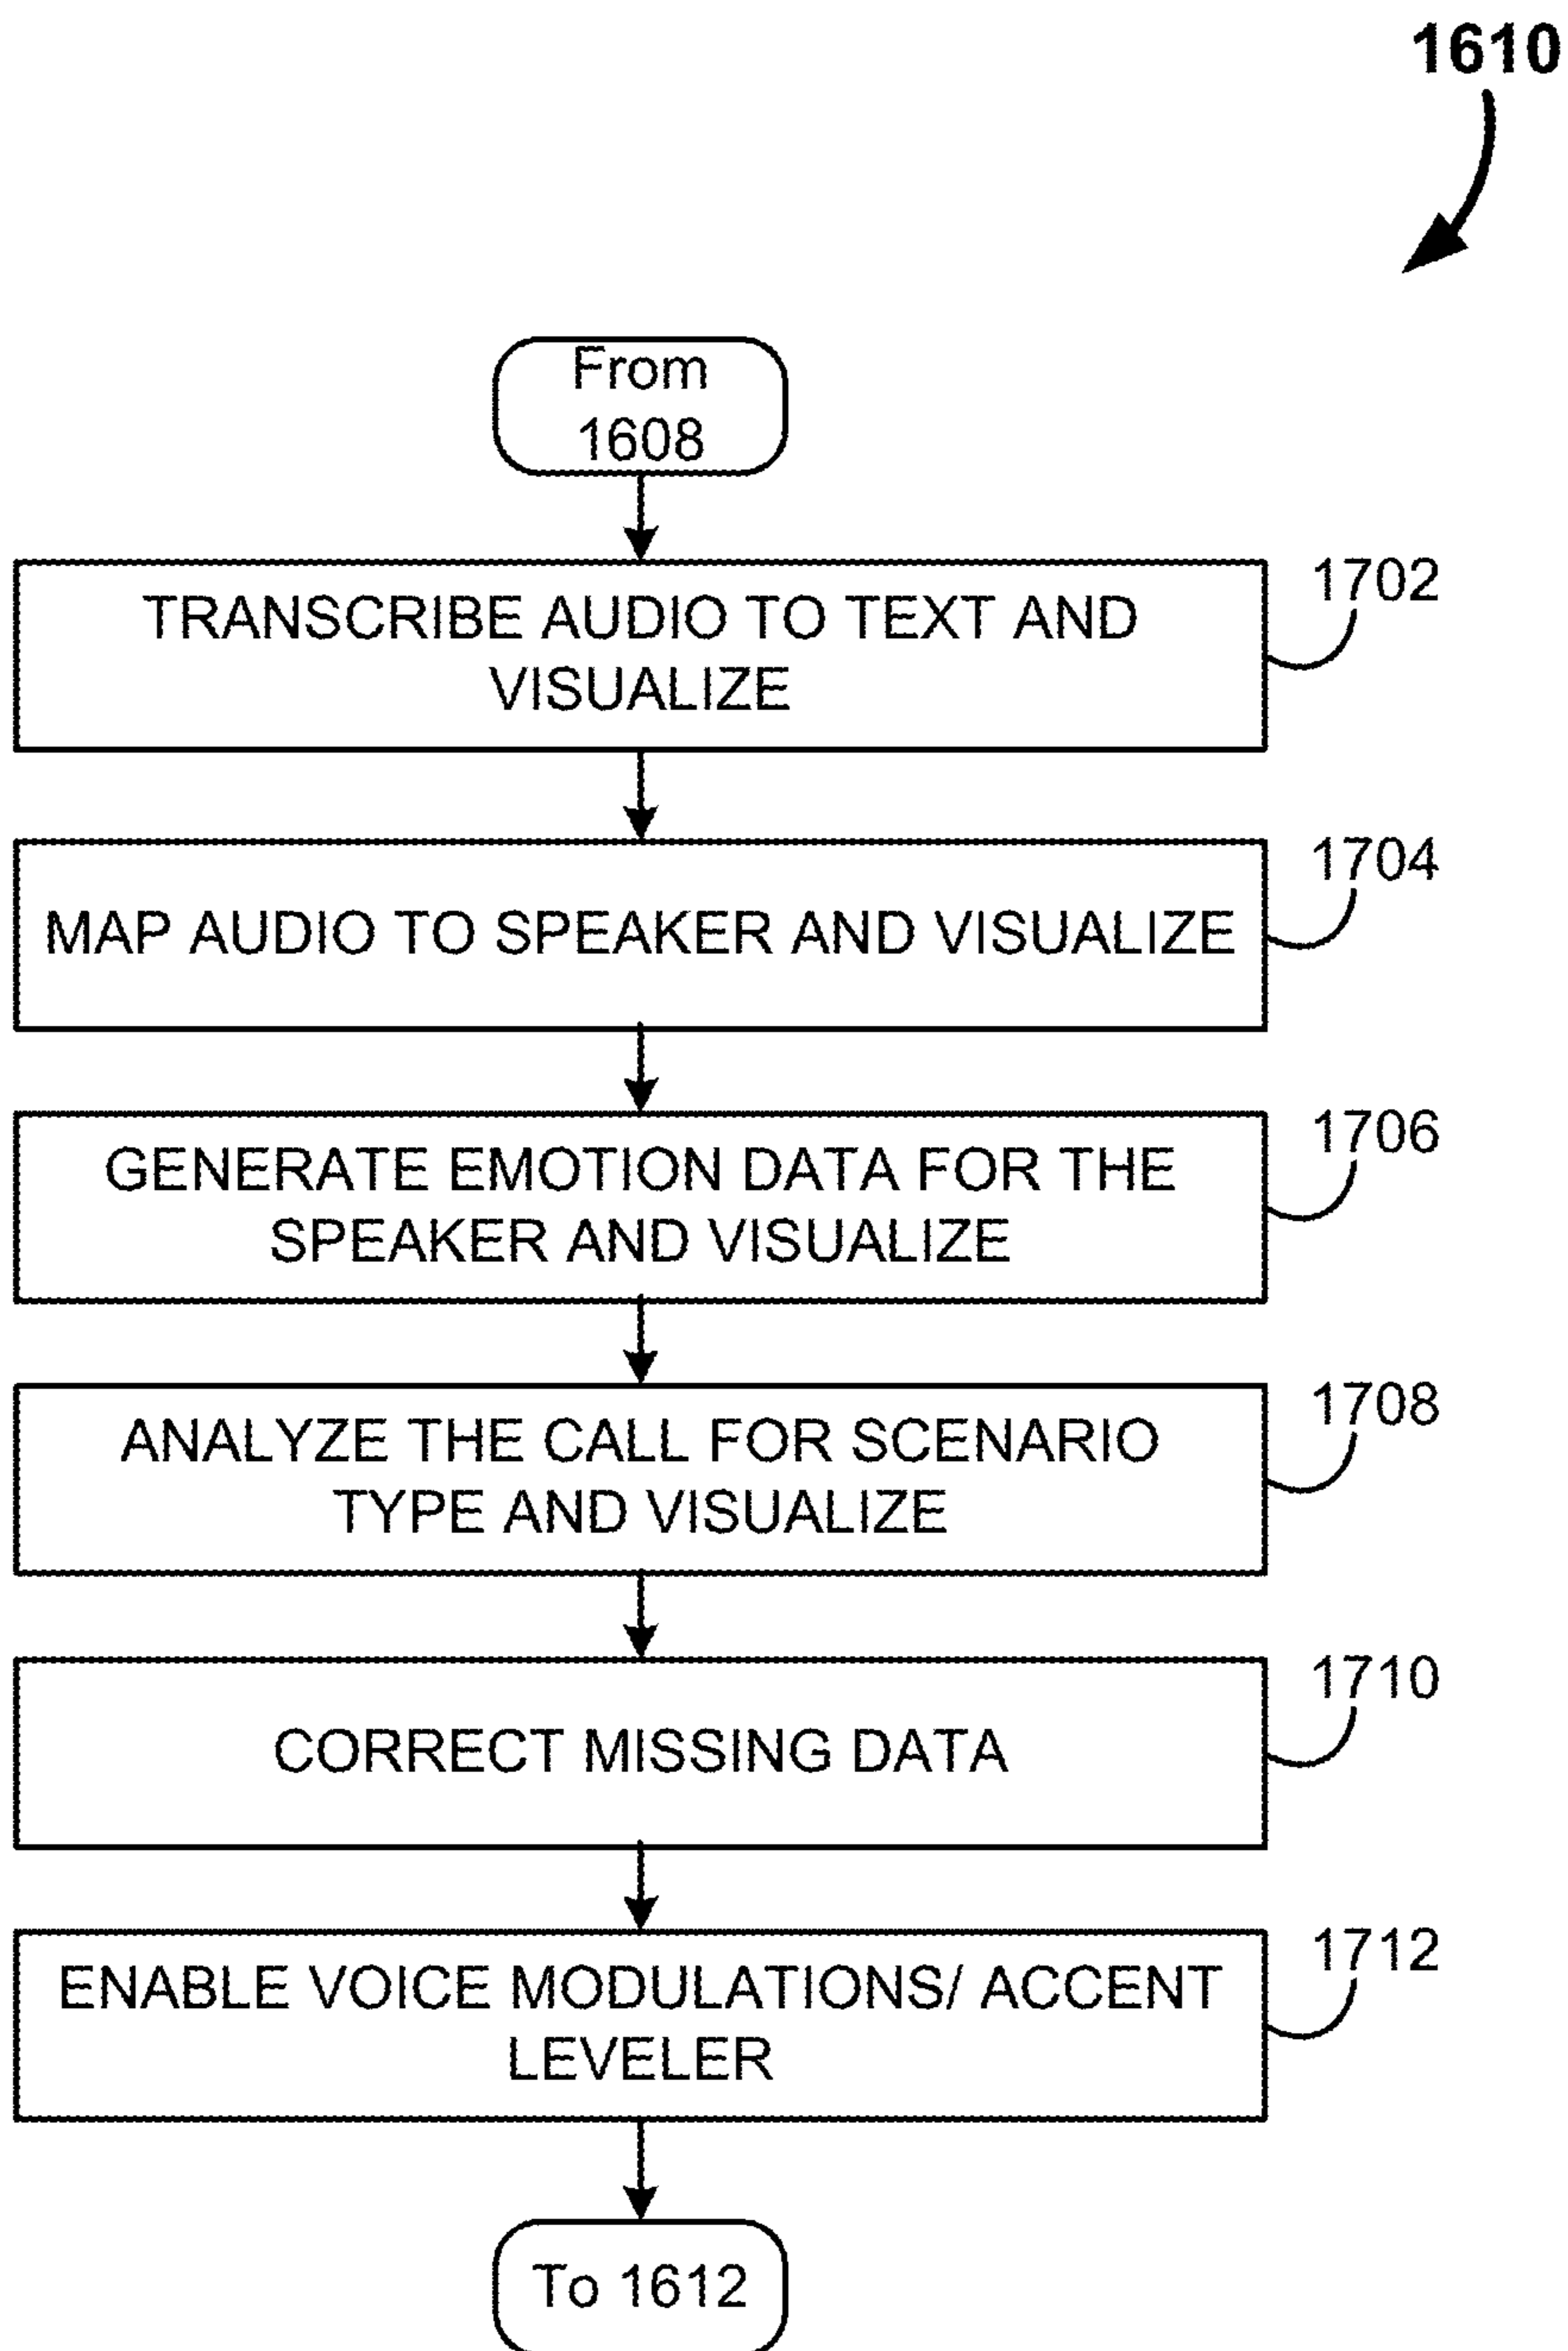 1610
From
1608
TRANSCRIBE AUDIO TO TEXT AND
VISUALIZE
1702
MAP AUDIO TO SPEAKER AND VISUALIZE
1704
GENERATE EMOTION DATA FOR THE
SPEAKER AND VISUALIZE
1706
ANALYZE THE CALL FOR SCENARIO
TYPE AND VISUALIZE
1708
CORRECT MISSING DATA
1710
ENABLE VOICE MODULATIONS/ ACCENT
LEVELER
1712
To 1612